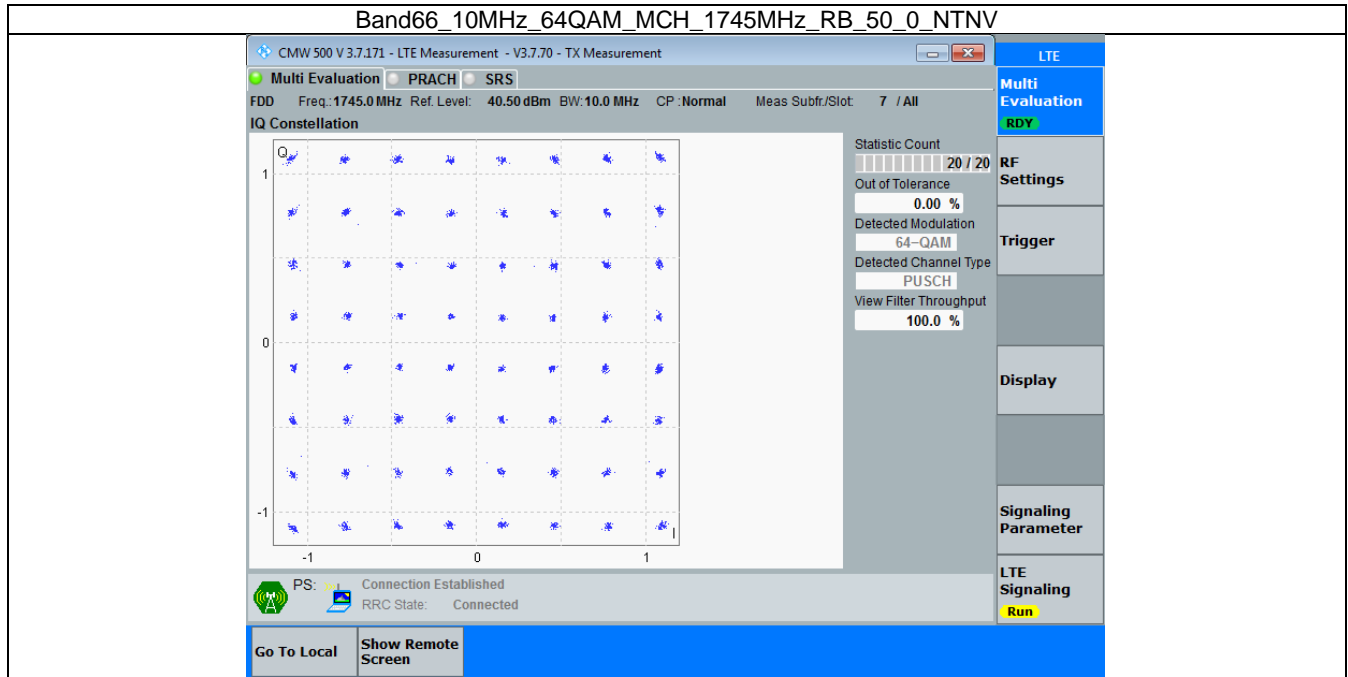 Band66_10MHz_64QAM_MCH_1745MHz_RB_50_0_NTNV
CMW 500 V 3.7.171 - LTE Measurement - V3.7.70 - TX Measurement
LTE
Multi Evaluation PRACH SRS
Multi
Evaluation
RDY
FDD Freq.: 1745.0 MHz Ref. Level: 40.50 dBm BW: 10.0 MHz CP : Normal Meas Subfr./Slot: 7 / All
IQ Constellation
Q
1
0
-1
-1 0 1
I
Statistic Count
20 / 20
Out of Tolerance
0.00 %
Detected Modulation
64-QAM
Detected Channel Type
PUSCH
View Filter Throughput
100.0 %
RF
Settings
Trigger
Display
Signaling
Parameter
LTE
Signaling
Run
PS: Connection Established
RRC State: Connected
Go To Local
Show Remote
Screen